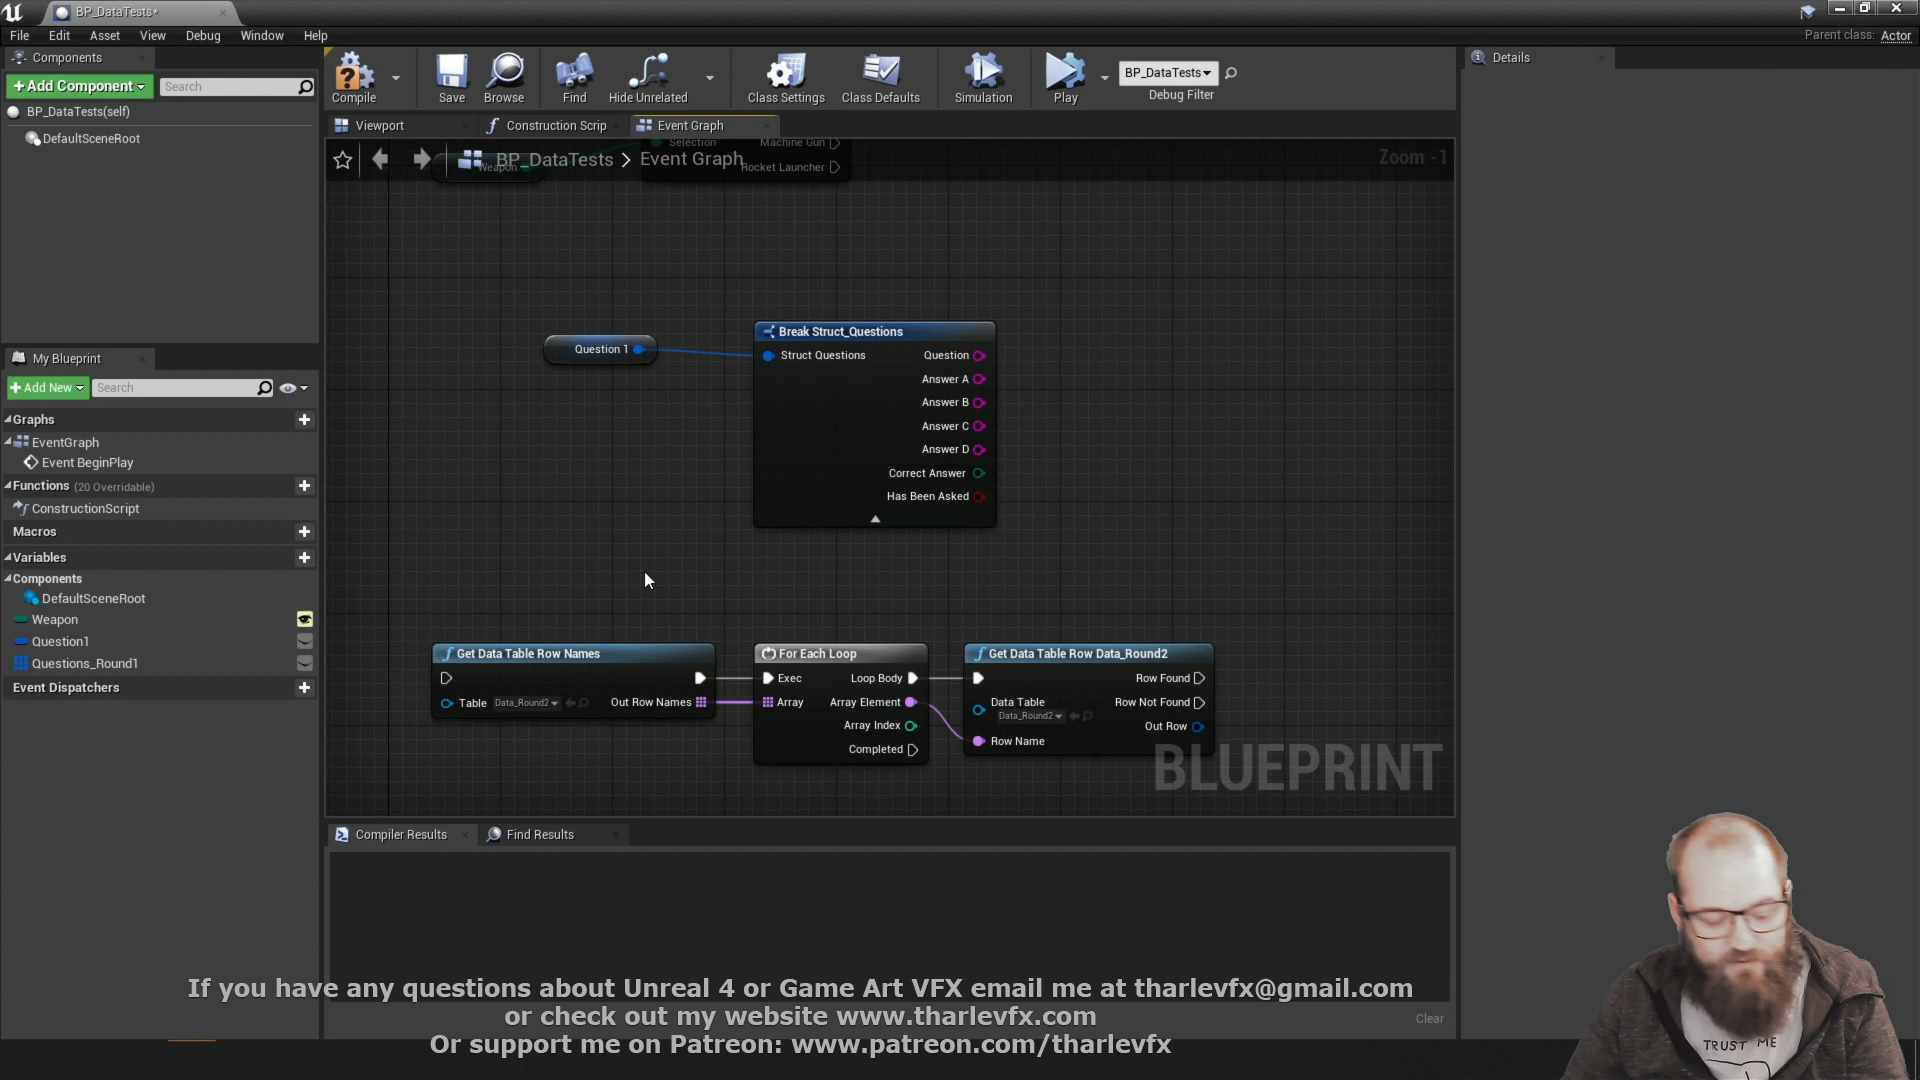 BP_DataTests*
File Edit Asset View Debug Window Help
Parent class: Actor
Components
+Add Component
Search
BP_DataTests(self)
DefaultSceneRoot
Compile
Save
Browse
Find
Hide Unrelated
Class Settings
Class Defaults
Simulation
Play
BP_DataTests
Debug Filter
Details
Viewport
Construction Scrip
Event Graph
BP_DataTests > Event Graph
Zoom -1
Selection
Weapon
Machine Gun
Rocket Launcher
My Blueprint
+Add New
Search
Graphs
EventGraph
Event BeginPlay
Functions (20 Overridable)
ConstructionScript
Macros
Variables
Components
DefaultSceneRoot
Weapon
Question1
Questions_Round1
Event Dispatchers
Question 1
Break Struct_Questions
Struct Questions
Question
Answer A
Answer B
Answer C
Answer D
Correct Answer
Has Been Asked
Get Data Table Row Names
Table Data_Round2
Out Row Names
For Each Loop
Exec
Loop Body
Array
Array Element
Array Index
Completed
Get Data Table Row Data_Round2
Row Found
Data Table
Data_Round2
Row Not Found
Out Row
Row Name
BLUEPRINT
Compiler Results
Find Results
Clear
If you have any questions about Unreal 4 or Game Art VFX email me at tharlevfx@gmail.com
or check out my website www.tharlevfx.com
Or support me on Patreon: www.patreon.com/tharlevfx
TRUST ME